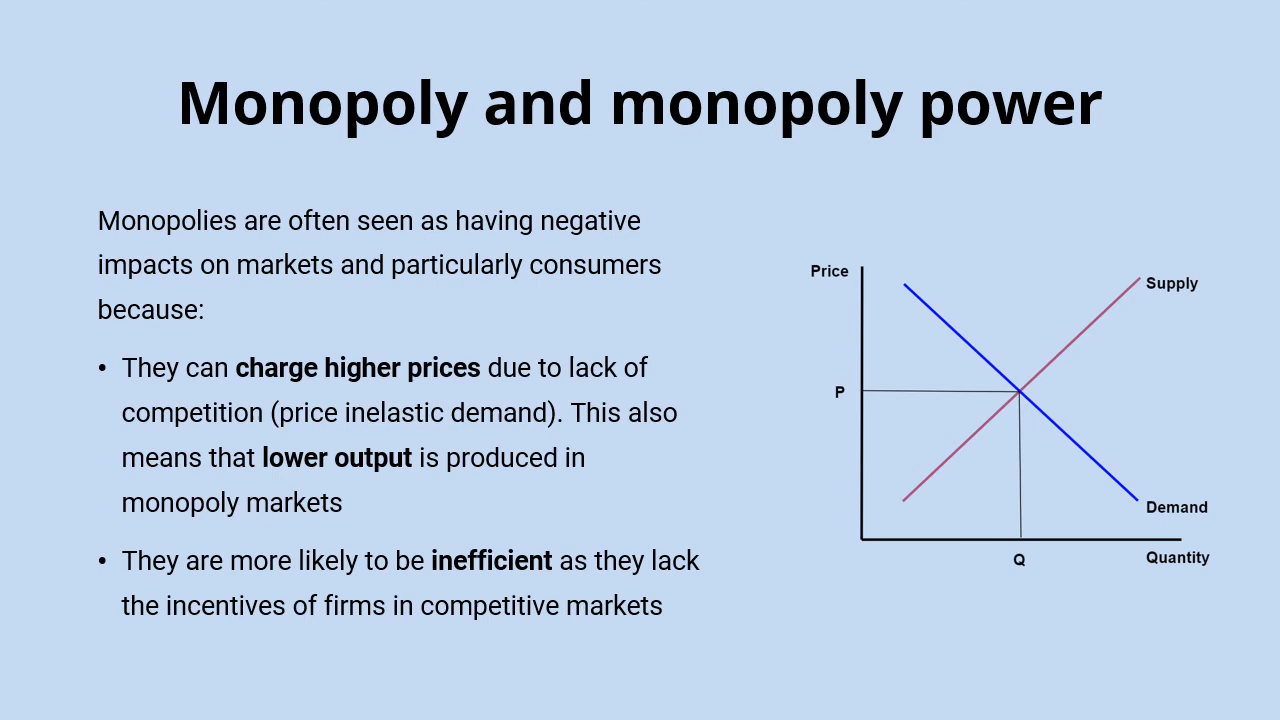 Monopoly and monopoly power
Monopolies are often seen as having negative
impacts on markets and particularly consumers
because:
• They can charge higher prices due to lack of
competition (price inelastic demand). This also
means that lower output is produced in
monopoly markets
• They are more likely to be inefficient as they lack
the incentives of firms in competitive markets
Price
Supply
P
Demand
Q
Quantity